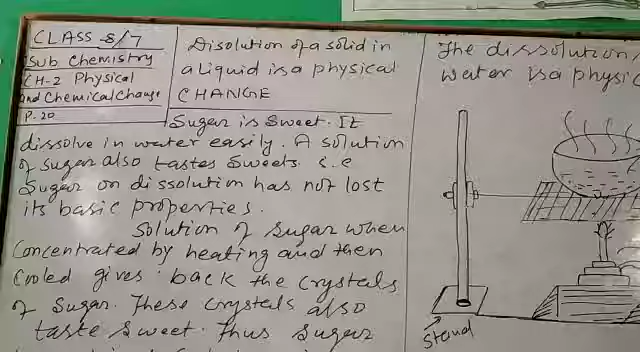 CLASS 8/7
Sub Chemistry
CH-2 Physical
and Chemical Change
P. 20
Disolution of a solid in
a liquid is a physical
CHANGE
Sugar is sweet. It
dissolve in water easily. A solution
of sugar also tastes sweets. i.e
Sugar on dissolution has not lost
its basic properties.
Solution of sugar when
Concentrated by heating and then
Cooled gives back the crystals
of sugar. These crystals also
taste sweet. Thus sugar
The dissolution
water is a physic
Stand